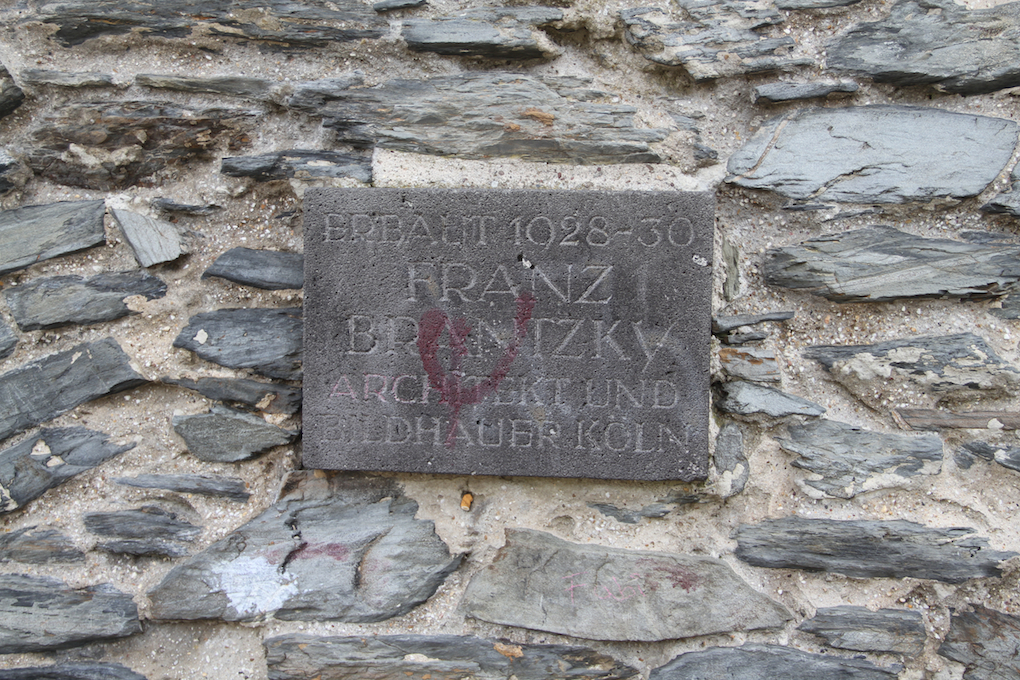 ERBAUT 1928-30
FRANZ
BRANTZKY
ARCHITEKT UND
BILDHAUER KÖLN